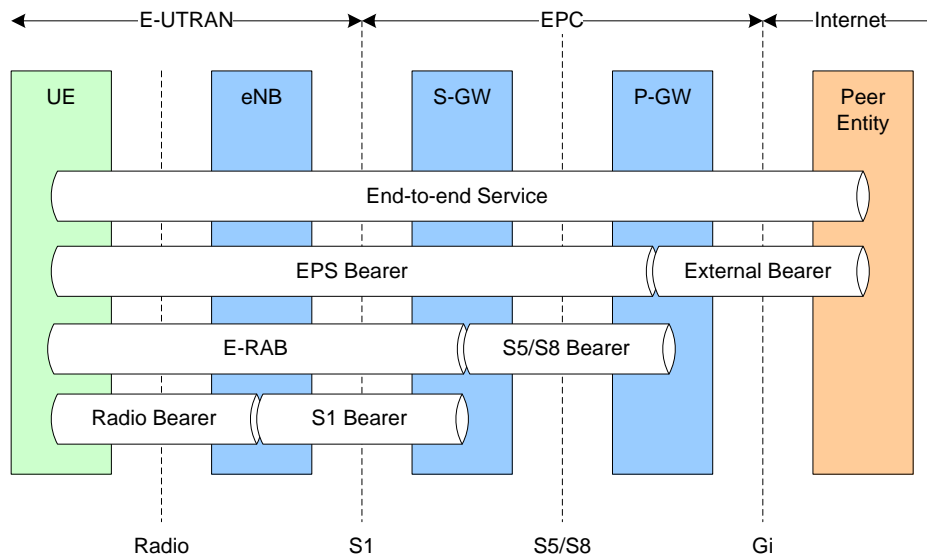 E-UTRAN
EPC
Internet
UE
eNB
S-GW
P-GW
Peer
Entity
End-to-end Service
EPS Bearer
External Bearer
E-RAB
S5/S8 Bearer
Radio Bearer
S1 Bearer
Radio
S1
S5/S8
Gi